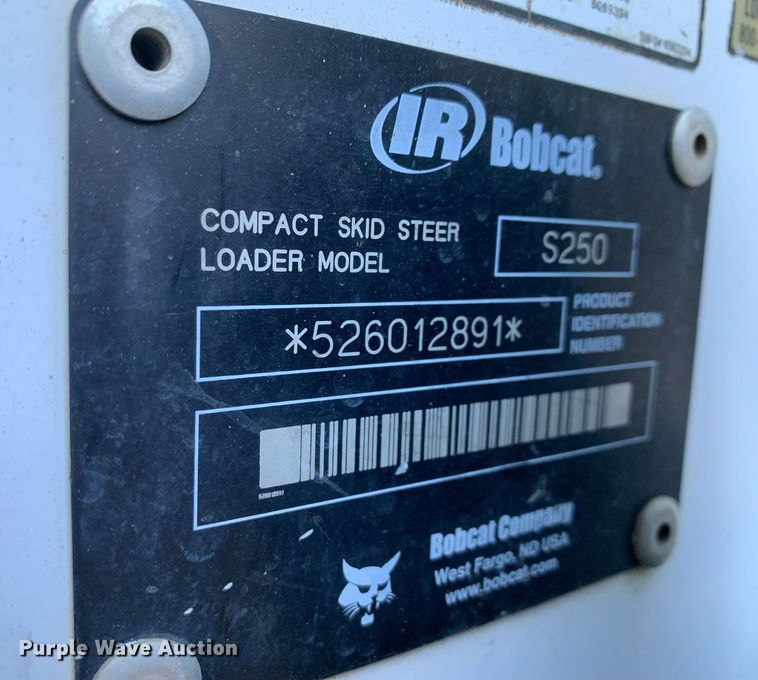 IR Bobcat®
COMPACT SKID STEER
LOADER MODEL
S250
*526012891*
PRODUCT
IDENTIFICATION
NUMBER
Bobcat Company
West Fargo, ND USA
www.bobcat.com
Purple Wave Auction